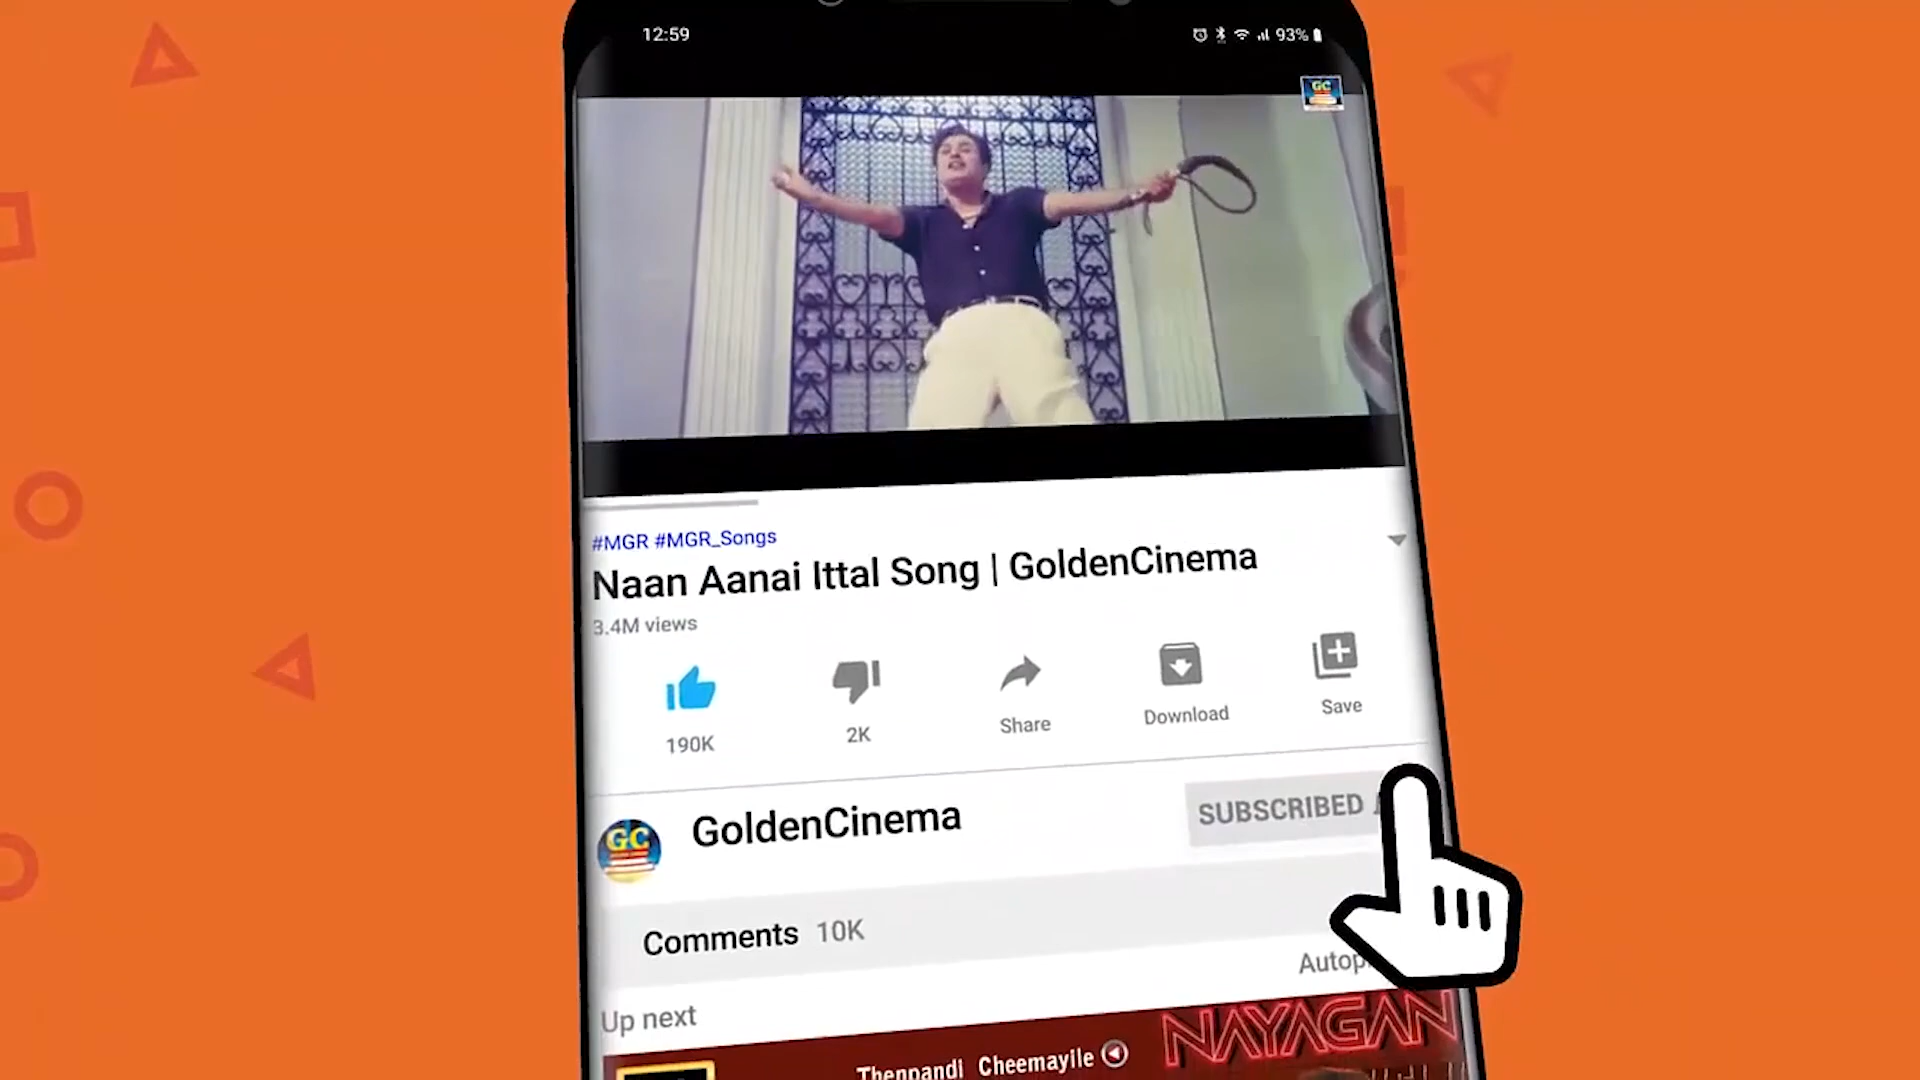 12:59 93%
GC
#MGR #MGR_Songs
Naan Aanai Ittal Song | GoldenCinema
3.4M views
190K
2K
Share
Download
Save
GC
GoldenCinema
SUBSCRIBED
Comments 10K
Up next
Thenpandi Cheemayile
NAYAGAN